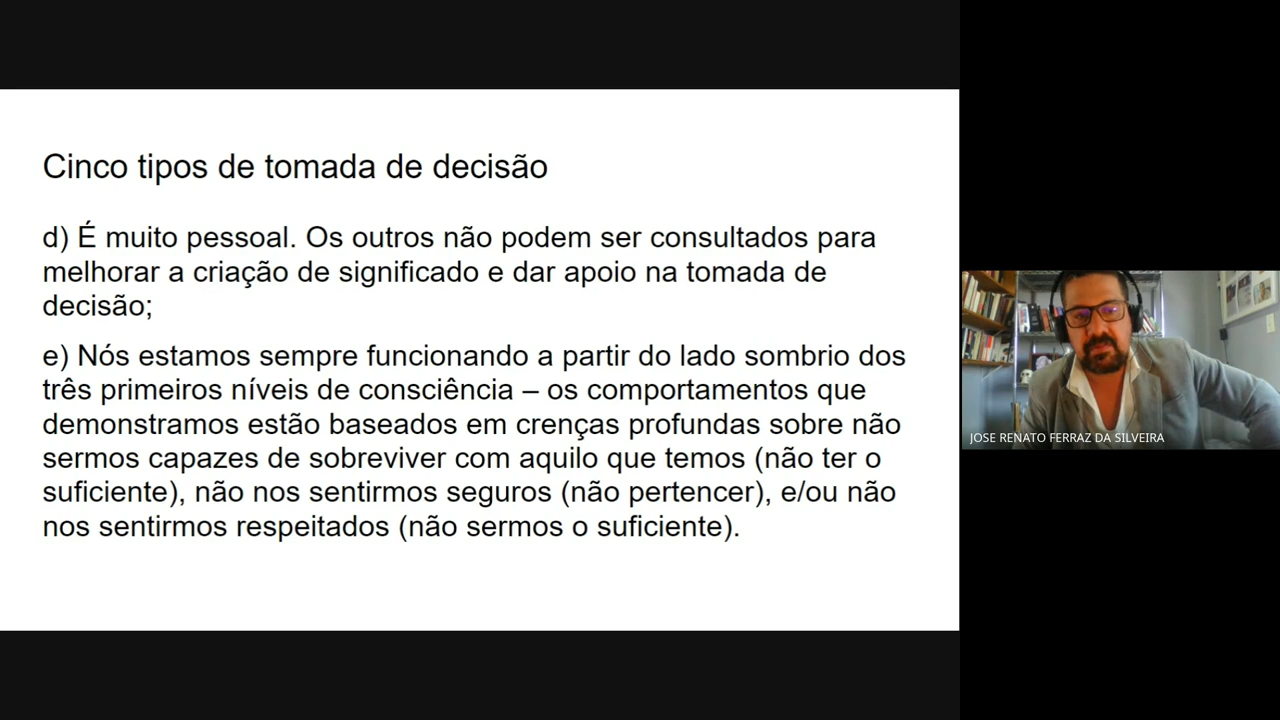 Cinco tipos de tomada de decisão
d) É muito pessoal. Os outros não podem ser consultados para
melhorar a criação de significado e dar apoio na tomada de
decisão;
e) Nós estamos sempre funcionando a partir do lado sombrio dos
três primeiros níveis de consciência – os comportamentos que
demonstramos estão baseados em crenças profundas sobre não
sermos capazes de sobreviver com aquilo que temos (não ter o
suficiente), não nos sentirmos seguros (não pertencer), e/ou não
nos sentirmos respeitados (não sermos o suficiente).
JOSE RENATO FERRAZ DA SILVEIRA